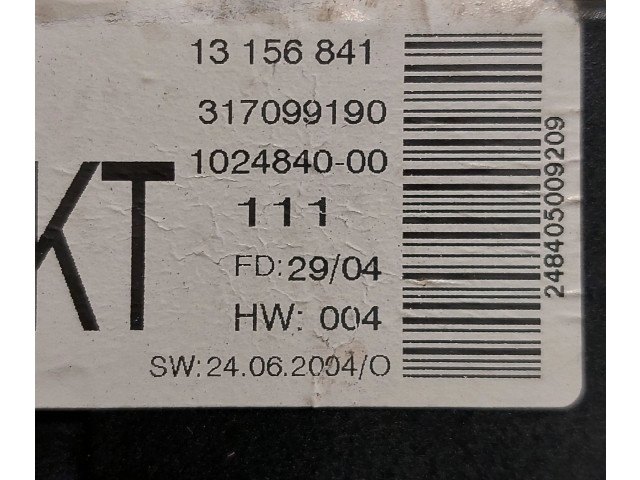 13 156 841
317099190
1024840-00
KT
111
FD: 29/04
HW: 004
SW: 24.06.2004/O
248405009209